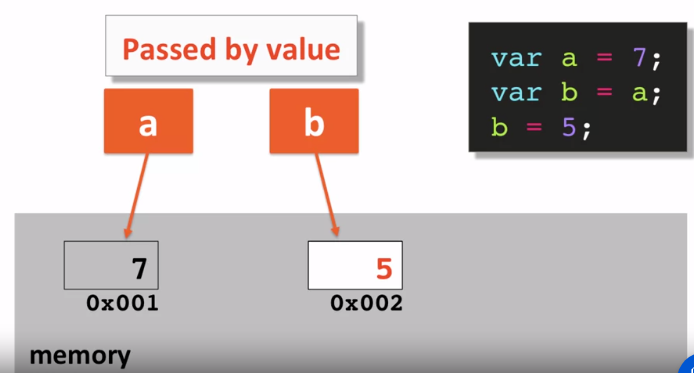 Passed by value
var a = 7;
var b = a;
b = 5;
a
b
7
5
0x001
0x002
memory